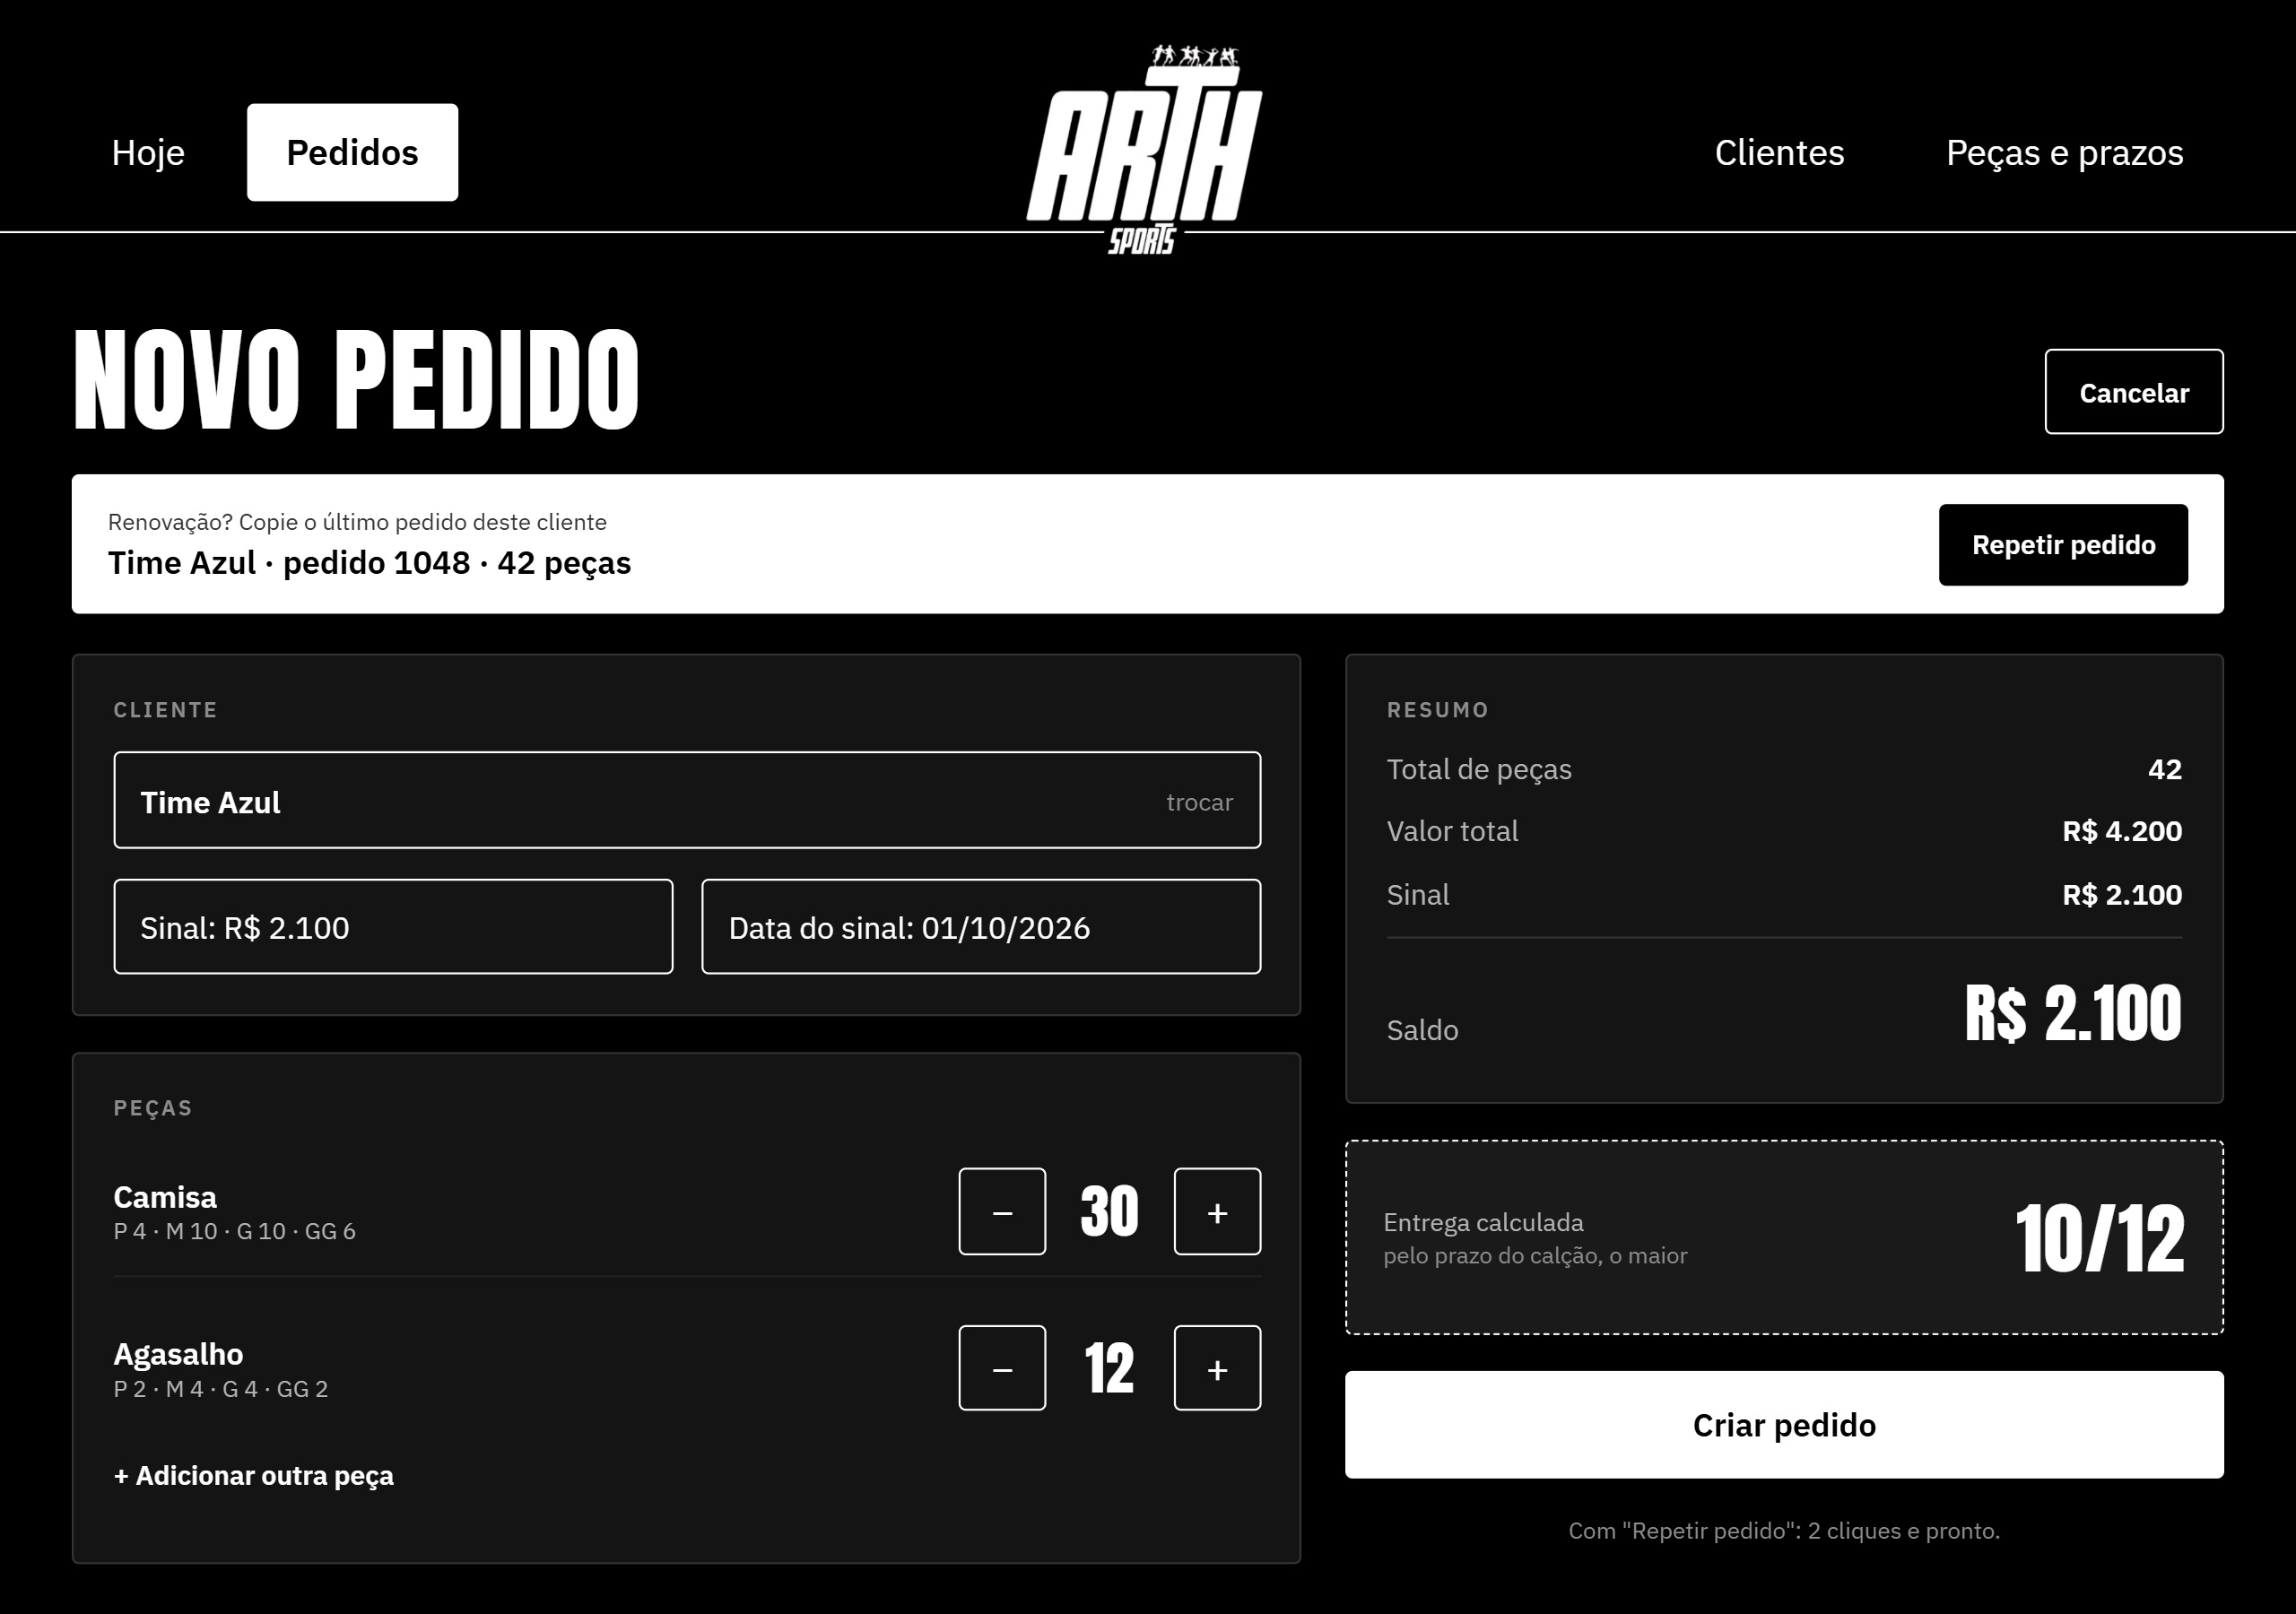 Hoje
Pedidos
ARTH
SPORTS
Clientes
Peças e prazos
NOVO PEDIDO
Cancelar
Renovação? Copie o último pedido deste cliente
Time Azul · pedido 1048 · 42 peças
Repetir pedido
CLIENTE
Time Azul
trocar
Sinal: R$ 2.100
Data do sinal: 01/10/2026
PEÇAS
Camisa
P 4 · M 10 · G 10 · GG 6
− 30 +
Agasalho
P 2 · M 4 · G 4 · GG 2
− 12 +
+ Adicionar outra peça
RESUMO
Total de peças 42
Valor total R$ 4.200
Sinal R$ 2.100
Saldo R$ 2.100
Entrega calculada
pelo prazo do calção, o maior
10/12
Criar pedido
Com "Repetir pedido": 2 cliques e pronto.